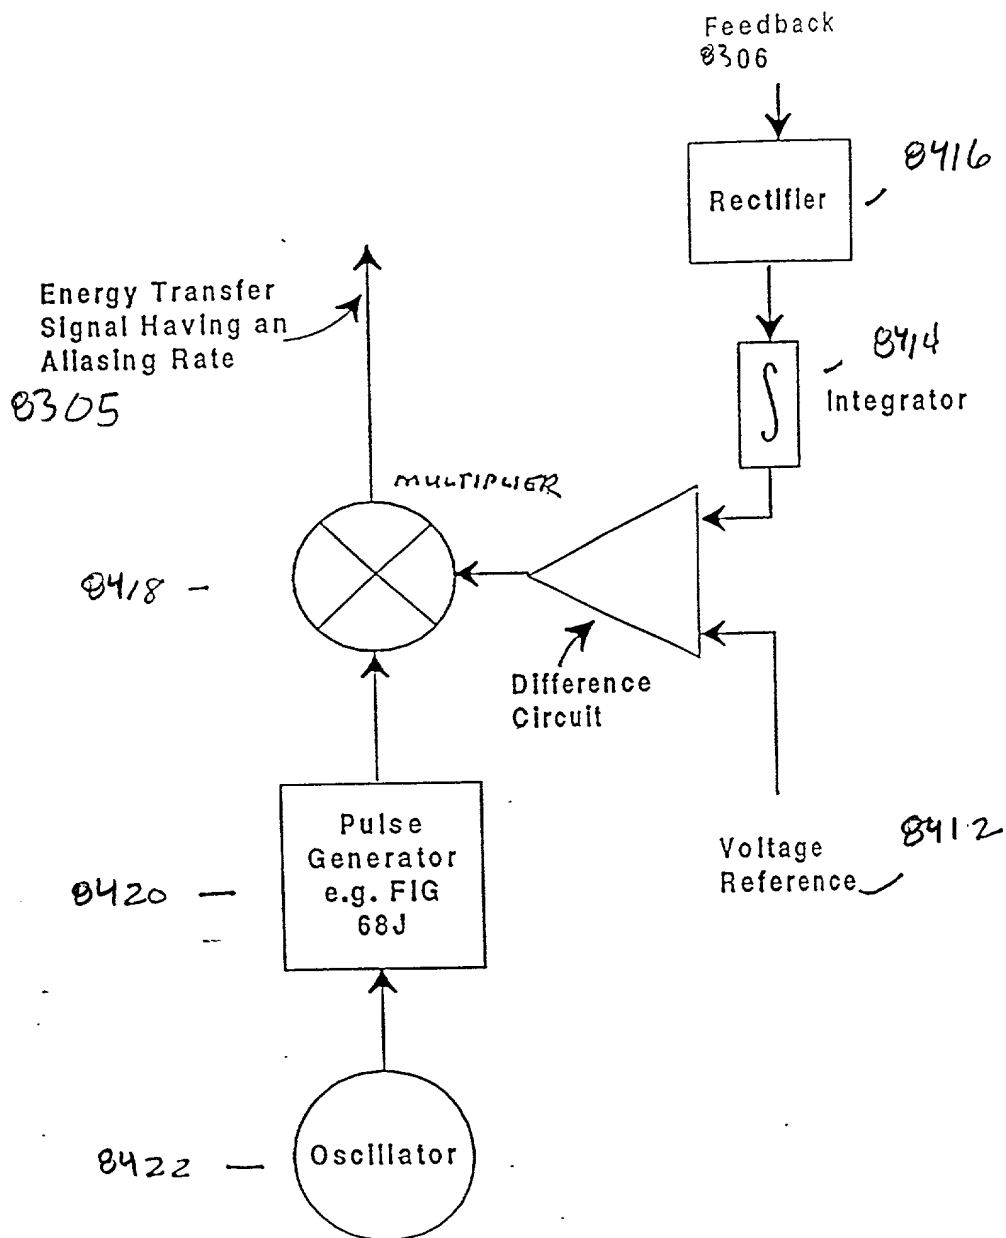 Feedback
8306
Rectifier
8416
Energy Transfer
Signal Having an
Aliasing Rate
8305
8414
Integrator
∫
MULTIPLIER
8418 -
Difference
Circuit
Pulse
Generator
e.g. FIG
68J
8420 -
Voltage
Reference
8412
Oscillator
8422 -